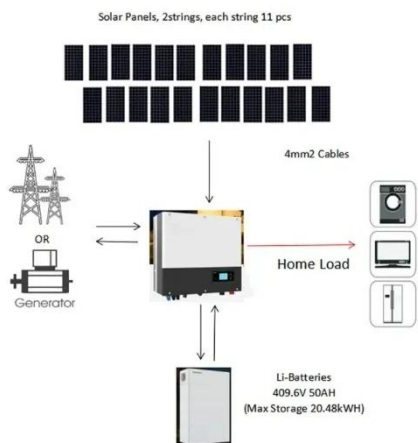 Solar Panels, 2strings, each string 11 pcs
4mm2 Cables
OR
Generator
Home Load
Li-Batteries
409.6V 50AH
(Max Storage 20.48kWH)